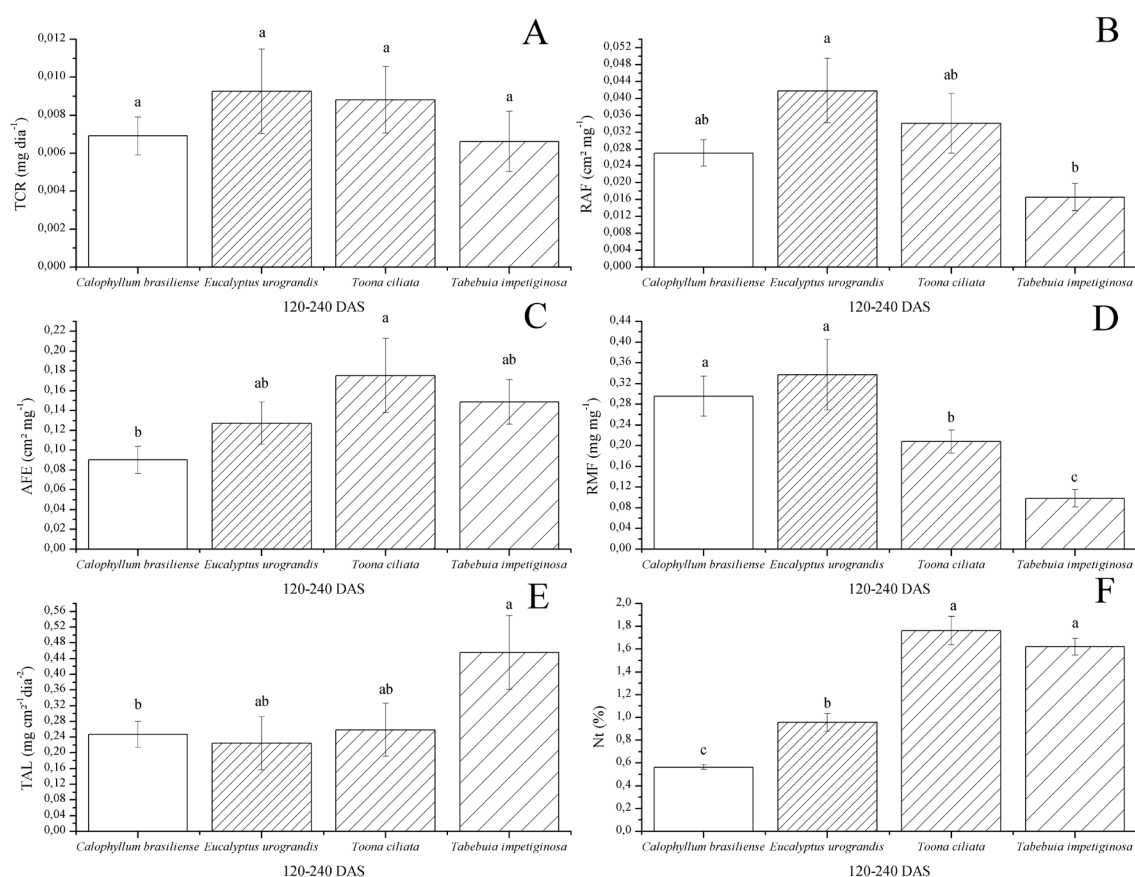 A
TCR (mg dia⁻¹)
0,012
0,010
0,008
0,006
0,004
0,002
0,000
a
a
a
a
Calophyllum brasiliense Eucalyptus urograndis Toona ciliata Tabebuia impetiginosa
120-240 DAS
B
RAF (cm² mg⁻¹)
0,052
0,048
0,044
0,040
0,036
0,032
0,028
0,024
0,020
0,016
0,012
0,008
0,004
0,000
ab
a
ab
b
Calophyllum brasiliense Eucalyptus urograndis Toona ciliata Tabebuia impetiginosa
120-240 DAS
C
AFE (cm² mg⁻¹)
0,22
0,20
0,18
0,16
0,14
0,12
0,10
0,08
0,06
0,04
0,02
0,00
b
ab
a
ab
Calophyllum brasiliense Eucalyptus urograndis Toona ciliata Tabebuia impetiginosa
120-240 DAS
D
RMF (mg mg⁻¹)
0,44
0,40
0,36
0,32
0,28
0,24
0,20
0,16
0,12
0,08
0,04
0,00
a
a
b
c
Calophyllum brasiliense Eucalyptus urograndis Toona ciliata Tabebuia impetiginosa
120-240 DAS
E
TAL (mg cm²⁻¹dia⁻²)
0,56
0,52
0,48
0,44
0,40
0,36
0,32
0,28
0,24
0,20
0,16
0,12
0,08
0,04
0,00
b
ab
ab
a
Calophyllum brasiliense Eucalyptus urograndis Toona ciliata Tabebuia impetiginosa
120-240 DAS
F
Nt (%)
2,0
1,8
1,6
1,4
1,2
1,0
0,8
0,6
0,4
0,2
0,0
c
b
a
a
Calophyllum brasiliense Eucalyptus urograndis Toona ciliata Tabebuia impetiginosa
120-240 DAS